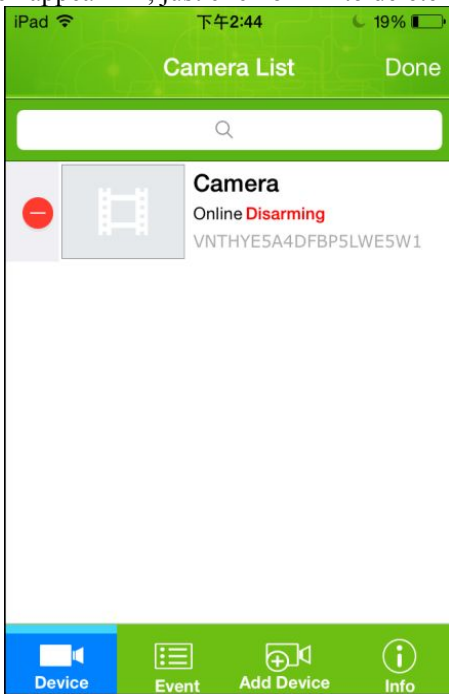 iPad 下午2:44 19%
Camera List Done
Camera
Online Disarming
VNTHYE5A4DFBP5LWE5W1
Device Event Add Device Info